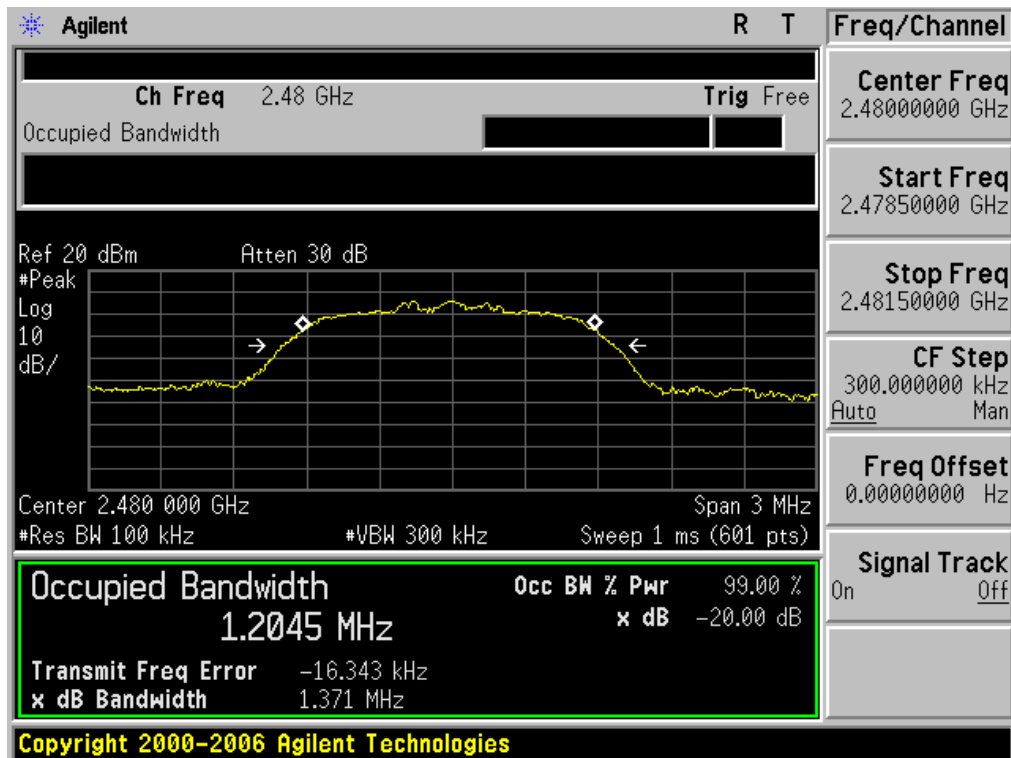 Agilent R T
Ch Freq 2.48 GHz Trig Free
Occupied Bandwidth
Ref 20 dBm Atten 30 dB
#Peak
Log
10
dB/
Center 2.480 000 GHz Span 3 MHz
#Res BW 100 kHz #VBW 300 kHz Sweep 1 ms (601 pts)
Occupied Bandwidth
1.2045 MHz
Occ BW % Pwr 99.00 %
x dB -20.00 dB
Transmit Freq Error -16.343 kHz
x dB Bandwidth 1.371 MHz
Copyright 2000-2006 Agilent Technologies
Freq/Channel
Center Freq
2.48000000 GHz
Start Freq
2.47850000 GHz
Stop Freq
2.48150000 GHz
CF Step
300.000000 kHz
Auto Man
Freq Offset
0.00000000 Hz
Signal Track
On Off